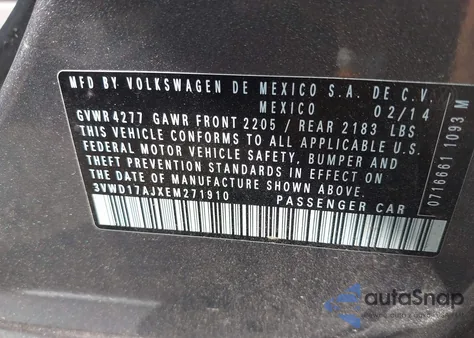 MFD BY VOLKSWAGEN DE MEXICO S.A. DE C.V.
MEXICO 02/14
GVWR4277 GAWR FRONT 2205 / REAR 2183 LBS
THIS VEHICLE CONFORMS TO ALL APPLICABLE U.S.
FEDERAL MOTOR VEHICLE SAFETY, BUMPER AND
THEFT PREVENTION STANDARDS IN EFFECT ON
THE DATE OF MANUFACTURE SHOWN ABOVE.
3VWD17AJXEM271910 PASSENGER CAR
0716661 1093 M
autoSnap